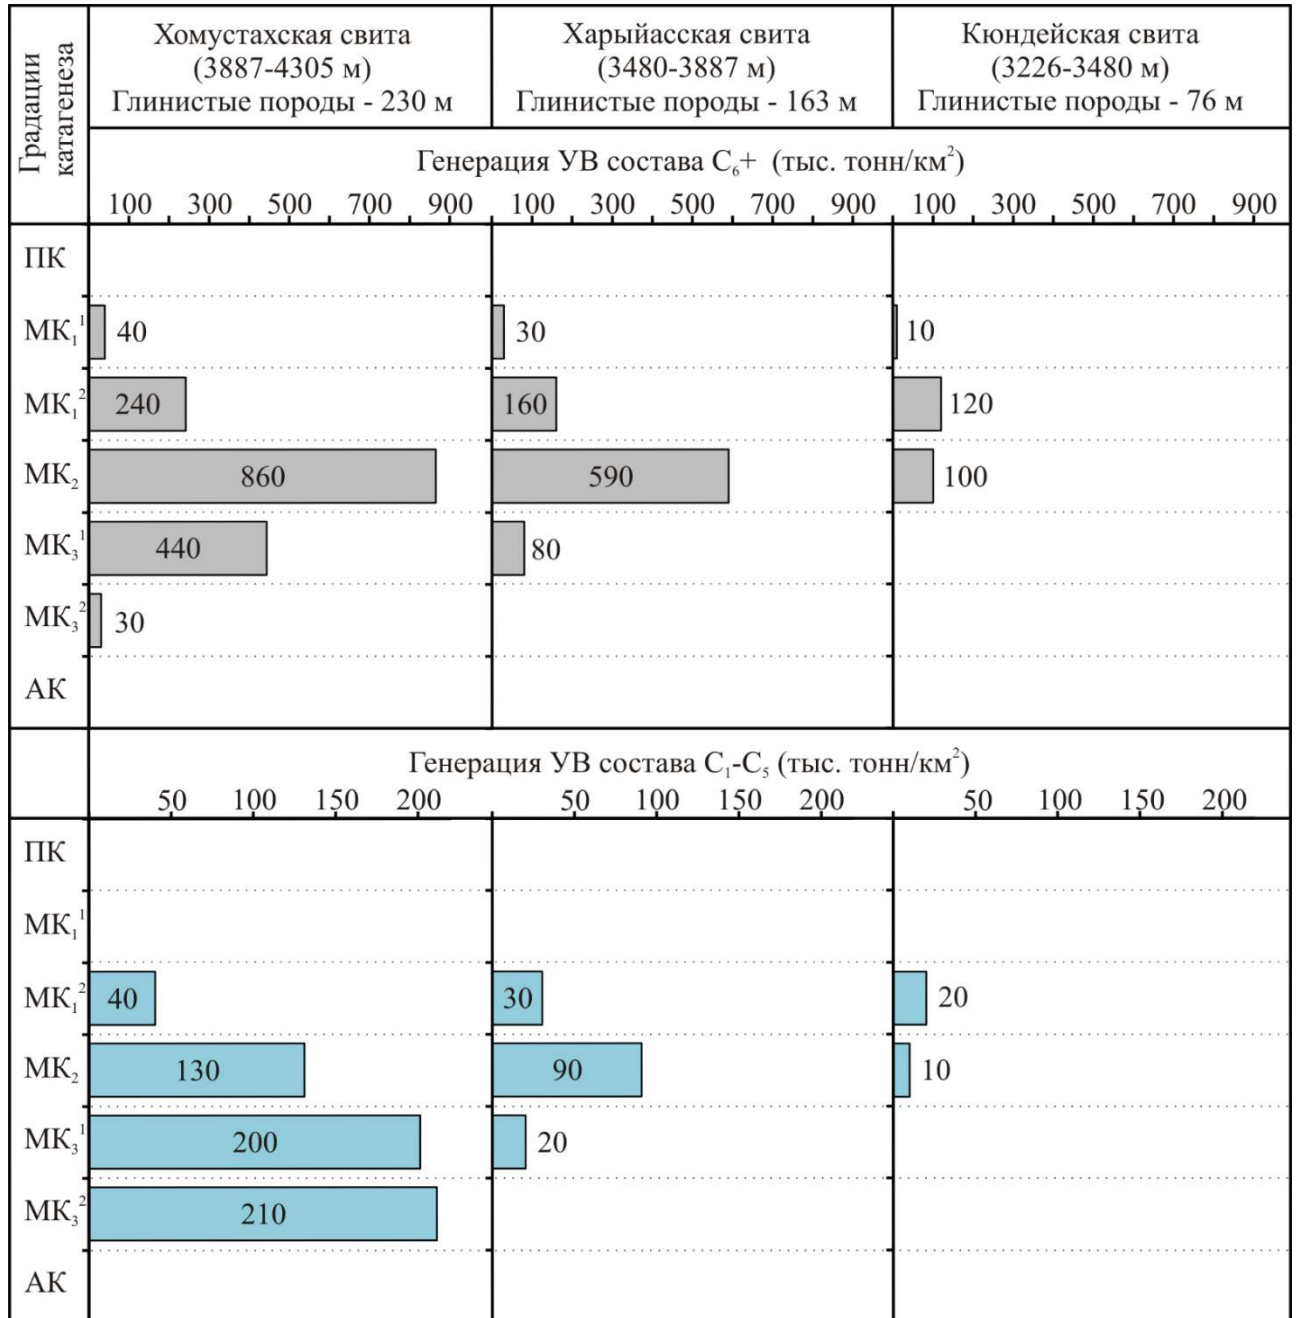 Градации
катагенеза
Хомустахская свита
(3887-4305 м)
Глинистые породы - 230 м
Харыйасская свита
(3480-3887 м)
Глинистые породы - 163 м
Кюндейская свита
(3226-3480 м)
Глинистые породы - 76 м
Генерация УВ состава C₆+ (тыс. тонн/км²)
100 300 500 700 900 100 300 500 700 900 100 300 500 700 900
ПК
МК₁¹ 40 30 10
МК₁² 240 160 120
МК₂ 860 590 100
МК₃¹ 440 80
МК₃² 30
АК
Генерация УВ состава C₁-C₅ (тыс. тонн/км²)
50 100 150 200 50 100 150 200 50 100 150 200
ПК
МК₁¹
МК₁² 40 30 20
МК₂ 130 90 10
МК₃¹ 200 20
МК₃² 210
АК